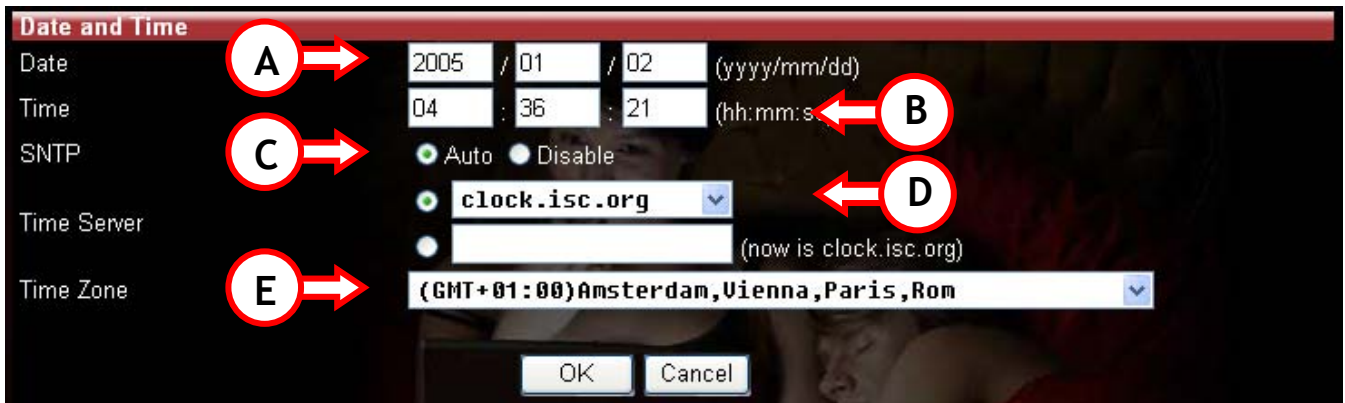 Date and Time
Date A 2005 / 01 / 02 (yyyy/mm/dd)
Time 04 : 36 : 21 (hh:mm:s B
SNTP C Auto Disable
clock.isc.org D
Time Server
(now is clock.isc.org)
Time Zone E (GMT+01:00)Amsterdam,Vienna,Paris,Rom
OK Cancel